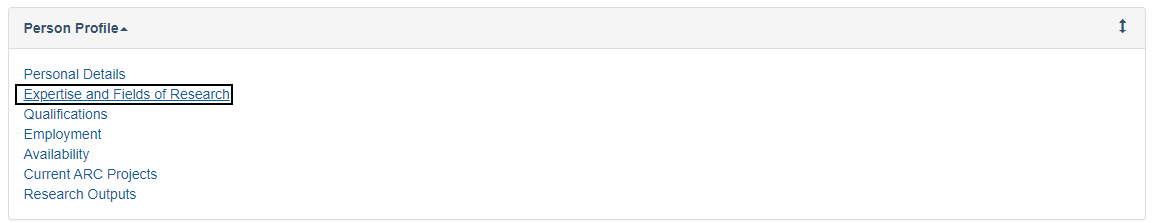 Person Profile
Personal Details
Expertise and Fields of Research
Qualifications
Employment
Availability
Current ARC Projects
Research Outputs